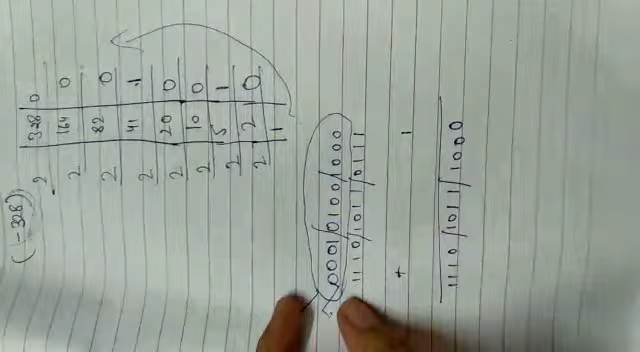 (-328)
2 328 0
2 164 0
2 82 0
2 41 1
2 20 0
2 10 0
2 5 1
2 2 0
1
0001/0100/1000
1110/1011/0111
+ 1
1110/1011/1000